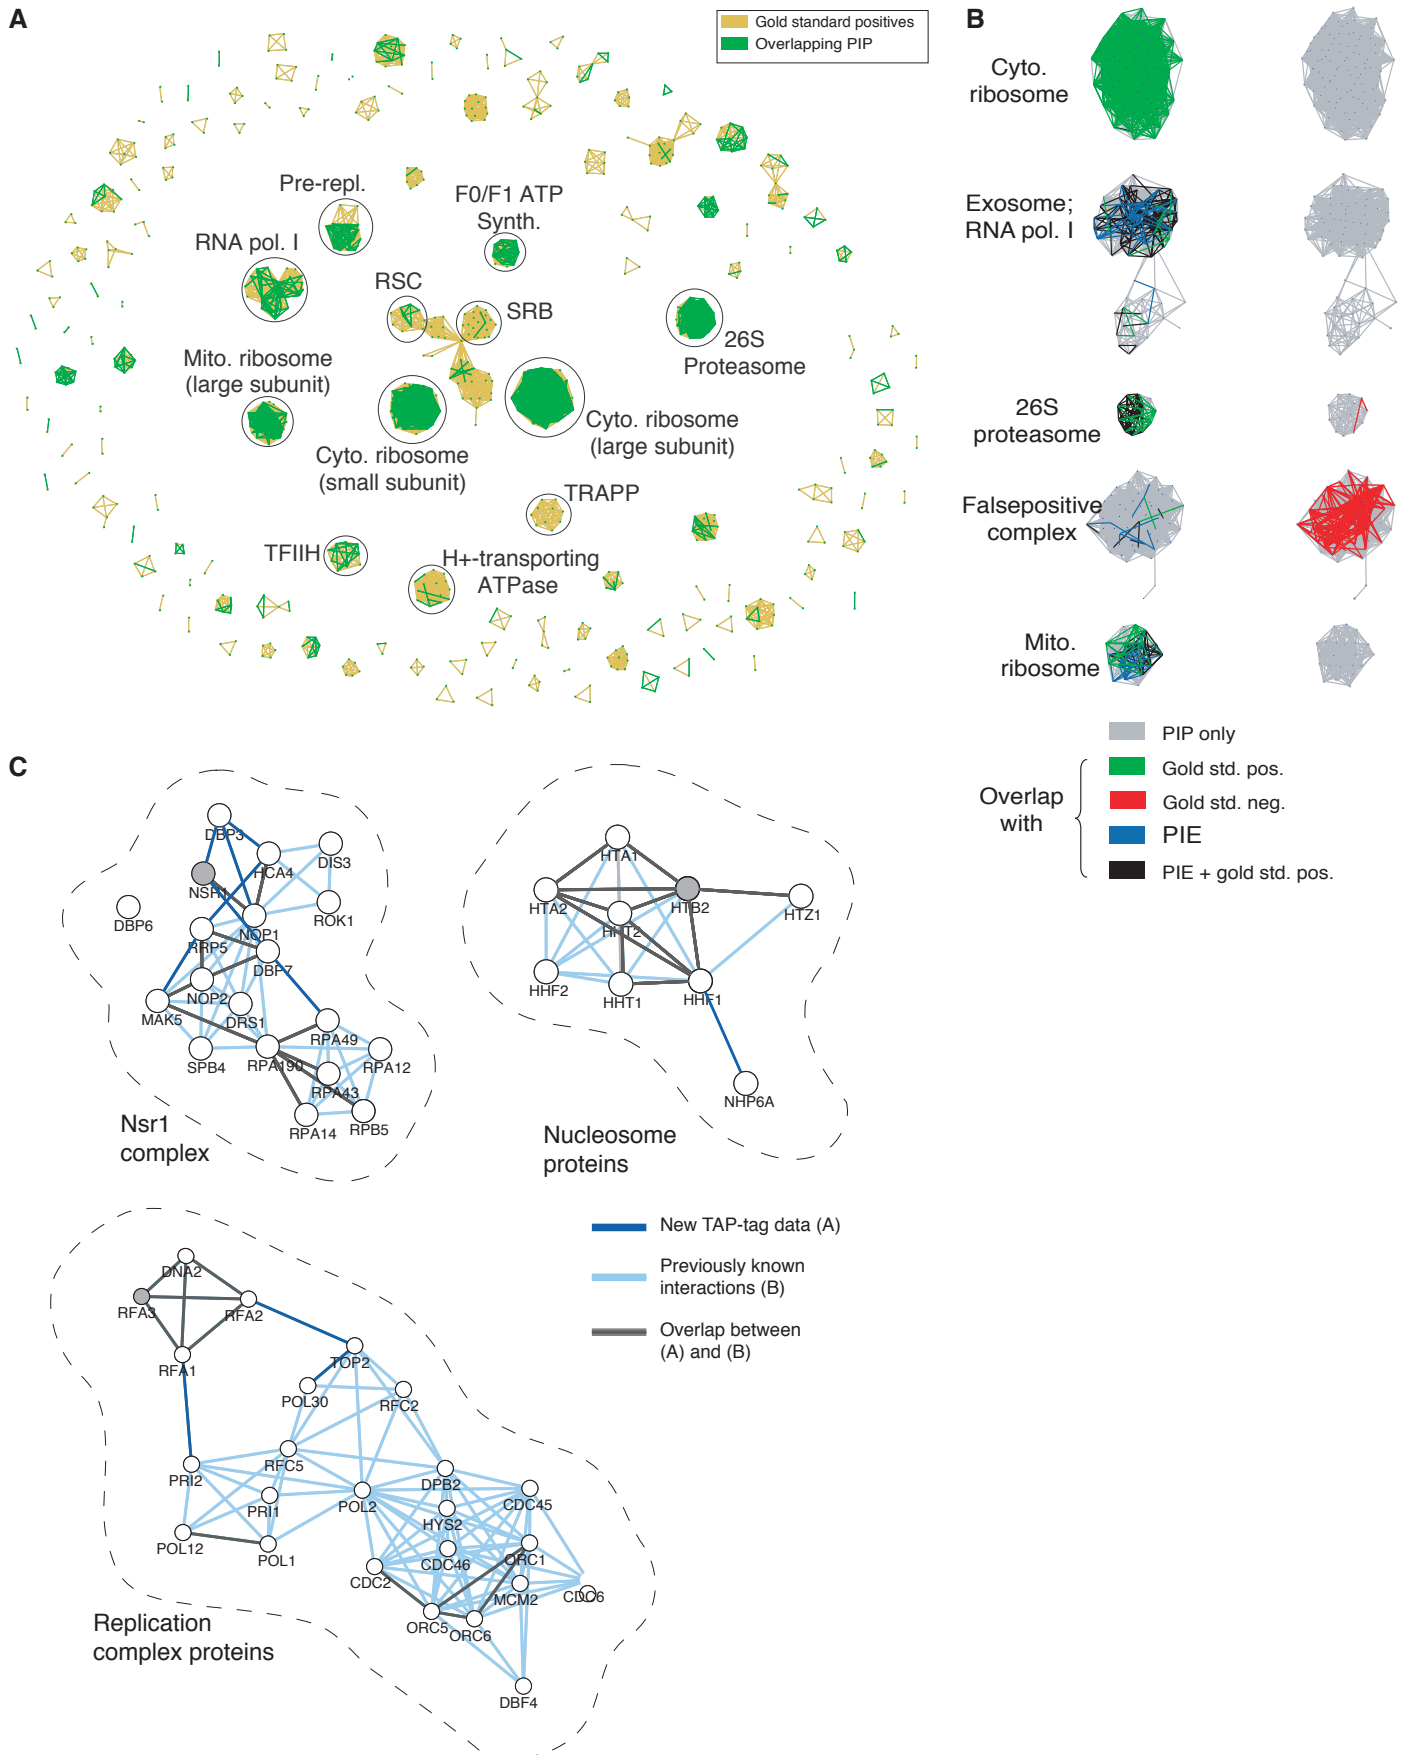 A
Gold standard positives
Overlapping PIP
Pre-repl.
F0/F1 ATP
Synth.
RNA pol. I
RSC
SRB
26S
Proteasome
Mito. ribosome
(large subunit)
Cyto. ribosome
(large subunit)
Cyto. ribosome
(small subunit)
TRAPP
TFIIH
H+-transporting
ATPase
B
Cyto.
ribosome
Exosome;
RNA pol. I
26S
proteasome
Falsepositive
complex
Mito.
ribosome
PIP only
Gold std. pos.
Gold std. neg.
PIE
PIE + gold std. pos.
Overlap
with
C
DBP3
HCA4
DIS3
NSR1
ROK1
DBP6
NOP1
RRP5
DBP7
NOP2
MAK5
DRS1
RPA49
SPB4
RPA190
RPA12
RPA43
RPA14
RPB5
Nsr1
complex
HTA1
HTA2
HTB2
HTZ1
HHT2
HHF2
HHT1
HHF1
NHP6A
Nucleosome
proteins
New TAP-tag data (A)
Previously known
interactions (B)
Overlap between
(A) and (B)
DNA2
RFA3
RFA2
RFA1
TOP2
POL30
RFC2
RFC5
PRI2
PRI1
POL2
DPB2
CDC45
HYS2
POL12
POL1
CDC46
ORC1
CDC2
MCM2
CDC6
ORC5
ORC6
DBF4
Replication
complex proteins